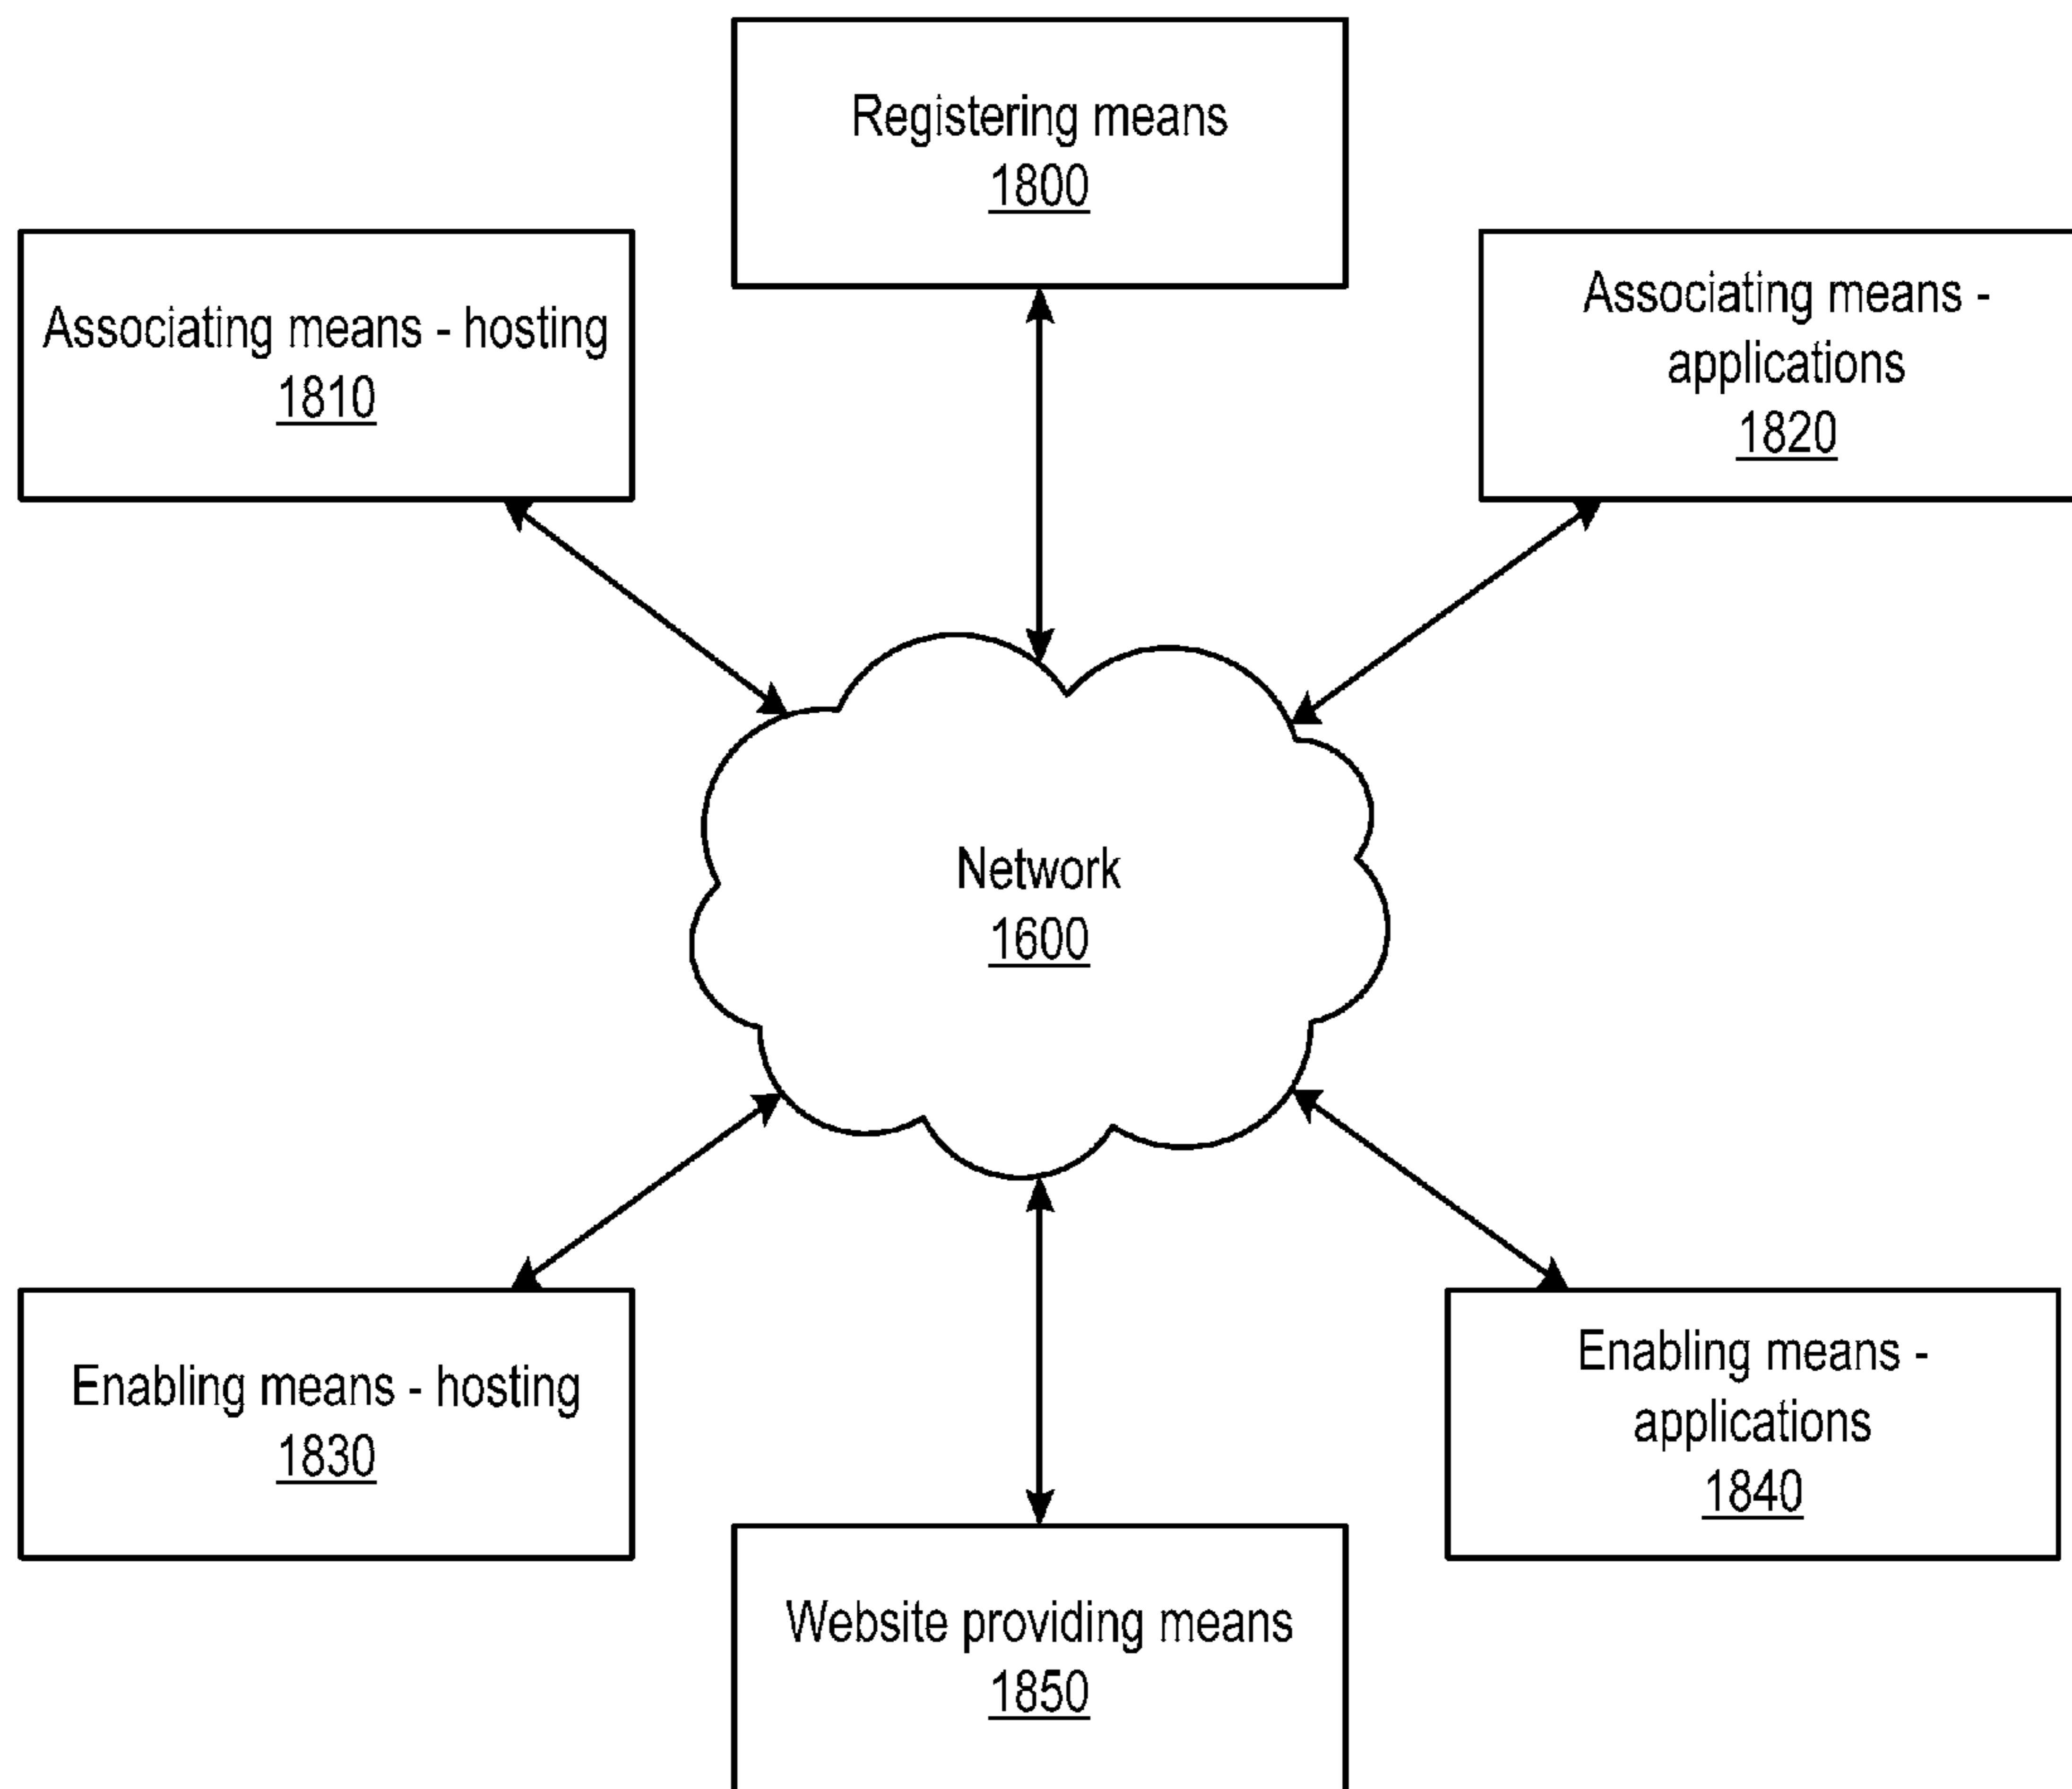 Registering means
1800
Associating means - hosting
1810
Associating means -
applications
1820
Network
1600
Enabling means - hosting
1830
Enabling means -
applications
1840
Website providing means
1850